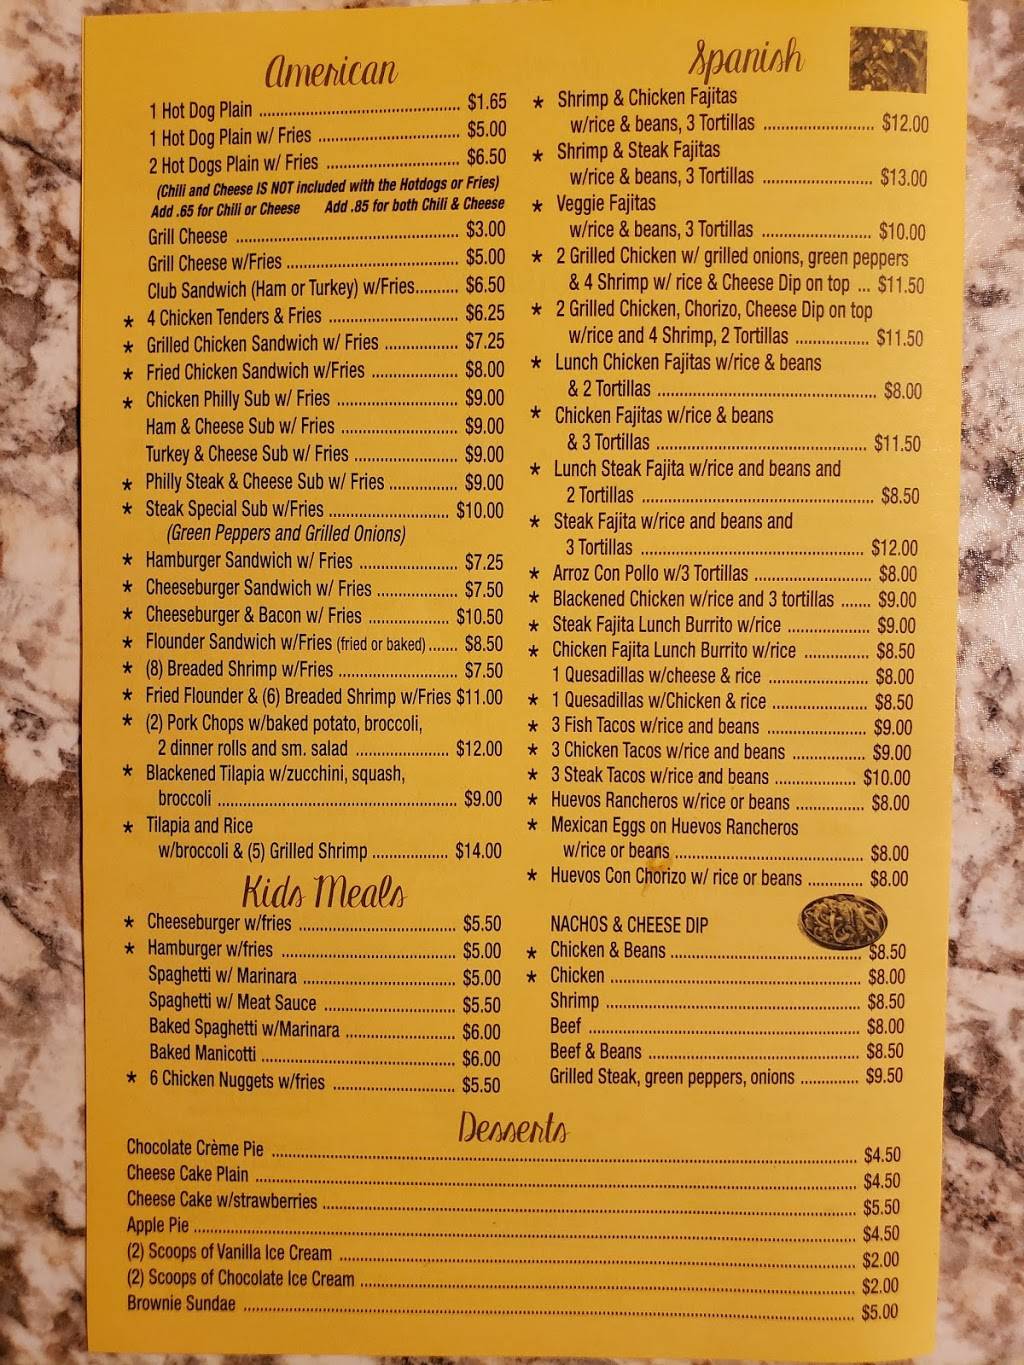 American
1 Hot Dog Plain ........ $1.65
1 Hot Dog Plain w/ Fries ........ $5.00
2 Hot Dogs Plain w/ Fries ........ $6.50
(Chili and Cheese IS NOT included with the Hotdogs or Fries)
Add .65 for Chili or Cheese Add .85 for both Chili & Cheese
Grill Cheese ........ $3.00
Grill Cheese w/Fries ........ $5.00
Club Sandwich (Ham or Turkey) w/Fries ........ $6.50
* 4 Chicken Tenders & Fries ........ $6.25
* Grilled Chicken Sandwich w/ Fries ........ $7.25
* Fried Chicken Sandwich w/Fries ........ $8.00
* Chicken Philly Sub w/ Fries ........ $9.00
Ham & Cheese Sub w/ Fries ........ $9.00
Turkey & Cheese Sub w/ Fries ........ $9.00
* Philly Steak & Cheese Sub w/ Fries ........ $9.00
* Steak Special Sub w/Fries ........ $10.00
(Green Peppers and Grilled Onions)
* Hamburger Sandwich w/ Fries ........ $7.25
* Cheeseburger Sandwich w/ Fries ........ $7.50
* Cheeseburger & Bacon w/ Fries ........ $10.50
* Flounder Sandwich w/Fries (fried or baked) ........ $8.50
* (8) Breaded Shrimp w/Fries ........ $7.50
* Fried Flounder & (6) Breaded Shrimp w/Fries $11.00
* (2) Pork Chops w/baked potato, broccoli,
2 dinner rolls and sm. salad ........ $12.00
* Blackened Tilapia w/zucchini, squash,
broccoli ........ $9.00
* Tilapia and Rice
w/broccoli & (5) Grilled Shrimp ........ $14.00
Kids Meals
* Cheeseburger w/fries ........ $5.50
* Hamburger w/fries ........ $5.00
Spaghetti w/ Marinara ........ $5.00
Spaghetti w/ Meat Sauce ........ $5.50
Baked Spaghetti w/Marinara ........ $6.00
Baked Manicotti ........ $6.00
* 6 Chicken Nuggets w/fries ........ $5.50
Spanish
* Shrimp & Chicken Fajitas
w/rice & beans, 3 Tortillas ........ $12.00
* Shrimp & Steak Fajitas
w/rice & beans, 3 Tortillas ........ $13.00
* Veggie Fajitas
w/rice & beans, 3 Tortillas ........ $10.00
* 2 Grilled Chicken w/ grilled onions, green peppers
& 4 Shrimp w/ rice & Cheese Dip on top ... $11.50
* 2 Grilled Chicken, Chorizo, Cheese Dip on top
w/rice and 4 Shrimp, 2 Tortillas ........ $11.50
* Lunch Chicken Fajitas w/rice & beans
& 2 Tortillas ........ $8.00
* Chicken Fajitas w/rice & beans
& 3 Tortillas ........ $11.50
* Lunch Steak Fajita w/rice and beans and
2 Tortillas ........ $8.50
* Steak Fajita w/rice and beans and
3 Tortillas ........ $12.00
* Arroz Con Pollo w/3 Tortillas ........ $8.00
* Blackened Chicken w/rice and 3 tortillas ........ $9.00
* Steak Fajita Lunch Burrito w/rice ........ $9.00
* Chicken Fajita Lunch Burrito w/rice ........ $8.50
1 Quesadillas w/cheese & rice ........ $8.00
* 1 Quesadillas w/Chicken & rice ........ $8.50
* 3 Fish Tacos w/rice and beans ........ $9.00
* 3 Chicken Tacos w/rice and beans ........ $9.00
* 3 Steak Tacos w/rice and beans ........ $10.00
* Huevos Rancheros w/rice or beans ........ $8.00
* Mexican Eggs on Huevos Rancheros
w/rice or beans ........ $8.00
* Huevos Con Chorizo w/ rice or beans ........ $8.00
NACHOS & CHEESE DIP
* Chicken & Beans ........ $8.50
* Chicken ........ $8.00
Shrimp ........ $8.50
Beef ........ $8.00
Beef & Beans ........ $8.50
Grilled Steak, green peppers, onions ........ $9.50
Desserts
Chocolate Crème Pie ........ $4.50
Cheese Cake Plain ........ $4.50
Cheese Cake w/strawberries ........ $5.50
Apple Pie ........ $4.50
(2) Scoops of Vanilla Ice Cream ........ $2.00
(2) Scoops of Chocolate Ice Cream ........ $2.00
Brownie Sundae ........ $5.00